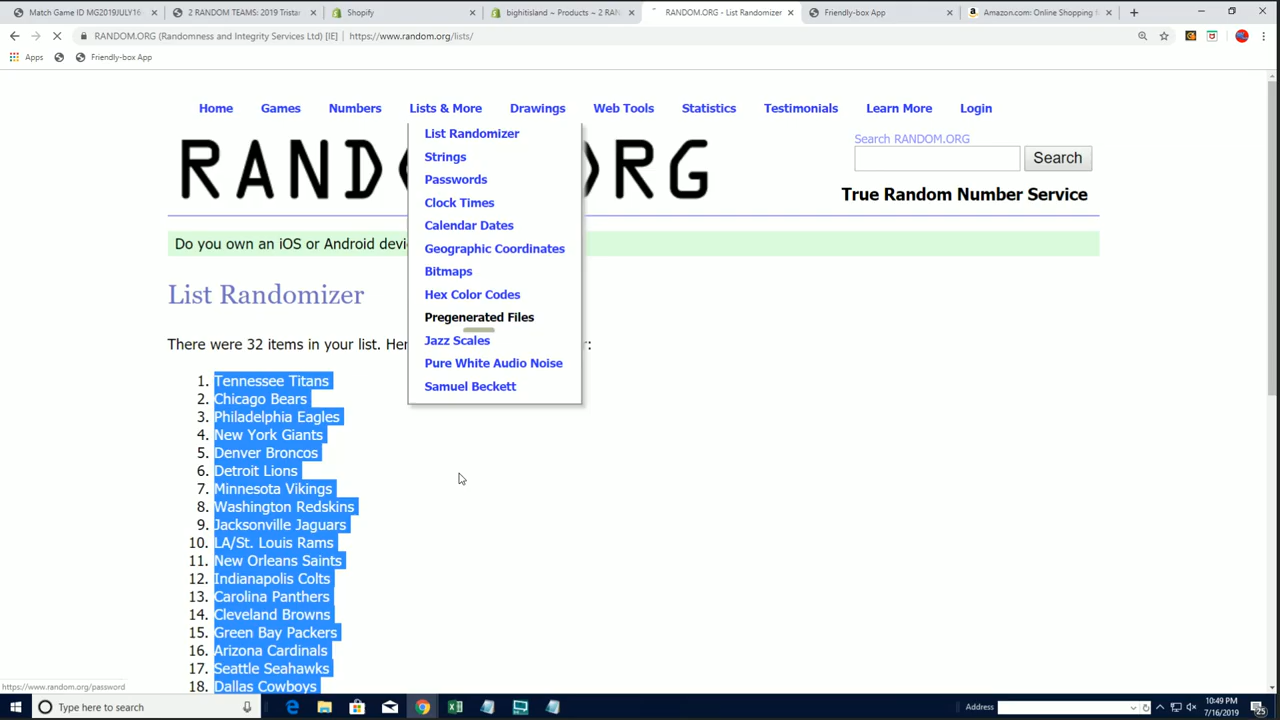 Match Game ID MG2019JULY16
2 RANDOM TEAMS: 2019 Tristar
Shopify
bighitisland ~ Products ~ 2 RAN
RANDOM.ORG - List Randomizer
Friendly-box App
Amazon.com: Online Shopping
RANDOM.ORG (Randomness and Integrity Services Ltd) [IE] | https://www.random.org/lists/
Apps
Friendly-box App
Home
Games
Numbers
Lists & More
Drawings
Web Tools
Statistics
Testimonials
Learn More
Login
List Randomizer
Strings
Passwords
Clock Times
Calendar Dates
Geographic Coordinates
Bitmaps
Hex Color Codes
Pregenerated Files
Jazz Scales
Pure White Audio Noise
Samuel Beckett
RANDO
ORG
Search RANDOM.ORG
Search
True Random Number Service
Do you own an iOS or Android devi
List Randomizer
There were 32 items in your list. Her
r:
1. Tennessee Titans
2. Chicago Bears
3. Philadelphia Eagles
4. New York Giants
5. Denver Broncos
6. Detroit Lions
7. Minnesota Vikings
8. Washington Redskins
9. Jacksonville Jaguars
10. LA/St. Louis Rams
11. New Orleans Saints
12. Indianapolis Colts
13. Carolina Panthers
14. Cleveland Browns
15. Green Bay Packers
16. Arizona Cardinals
17. Seattle Seahawks
18. Dallas Cowboys
https://www.random.org/password
Type here to search
Address
10:49 PM
7/16/2019
25